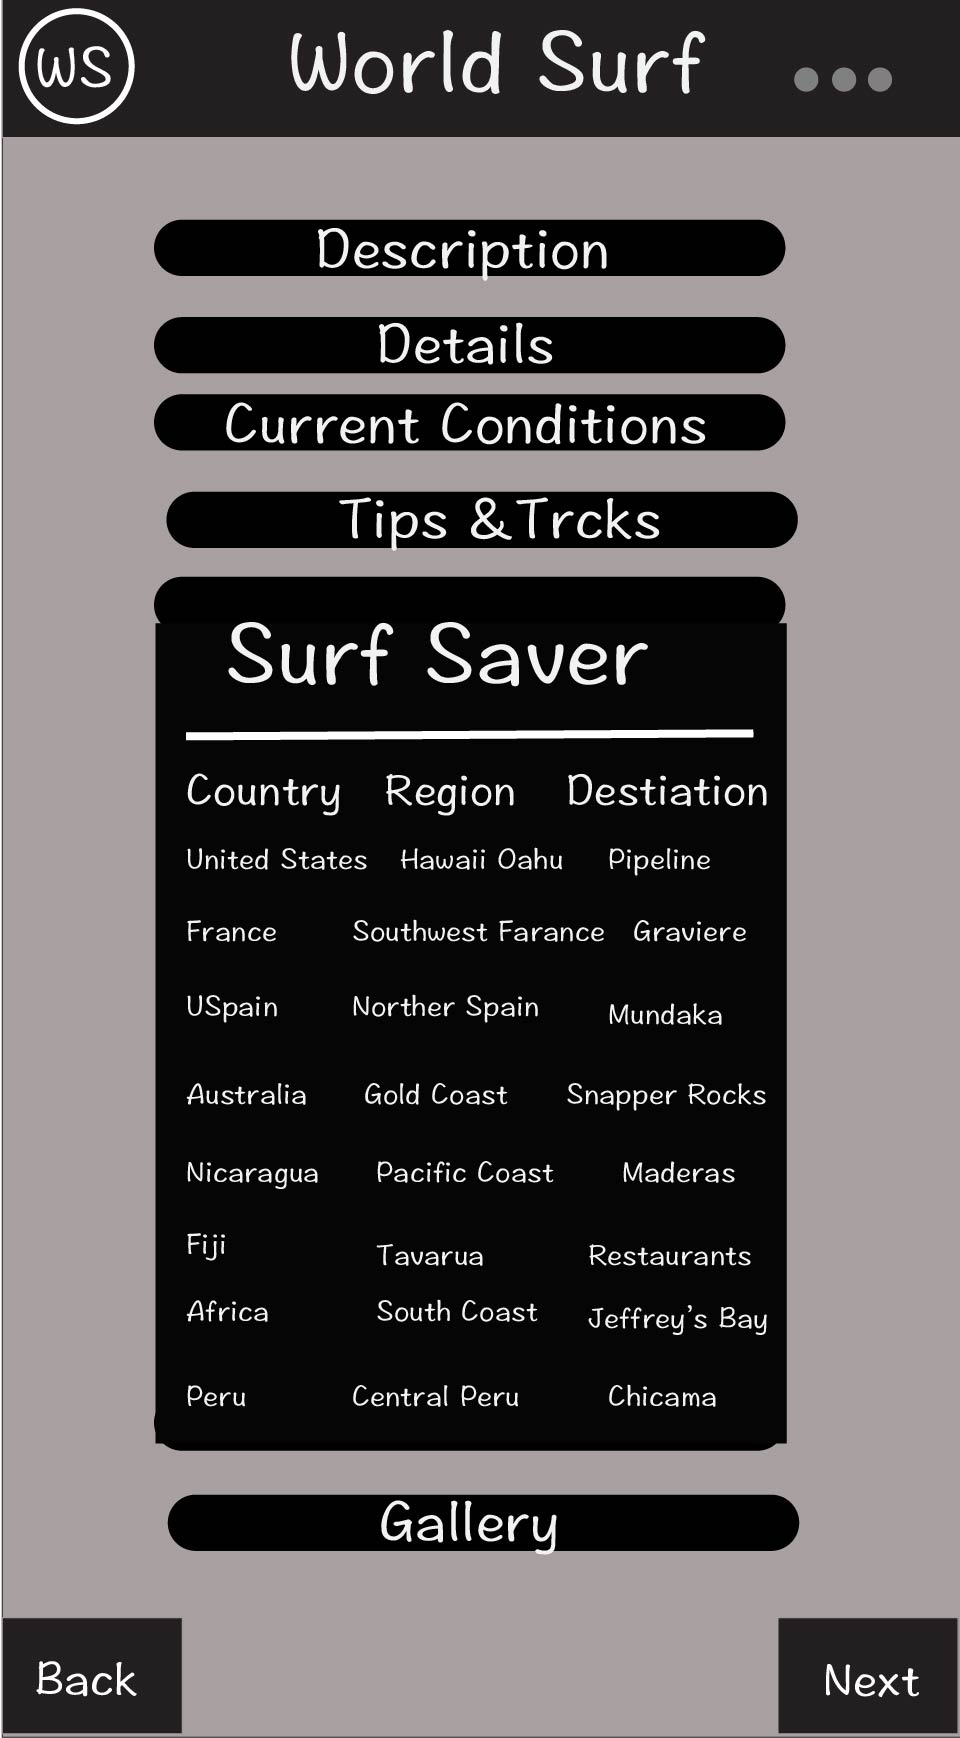 WS
World Surf
Description
Details
Current Conditions
Tips &Trcks
Surf Saver
Country Region Destiation
United States Hawaii Oahu Pipeline
France Southwest Farance Graviere
USpain Norther Spain Mundaka
Australia Gold Coast Snapper Rocks
Nicaragua Pacific Coast Maderas
Fiji Tavarua Restaurants
Africa South Coast Jeffrey's Bay
Peru Central Peru Chicama
Gallery
Back Next